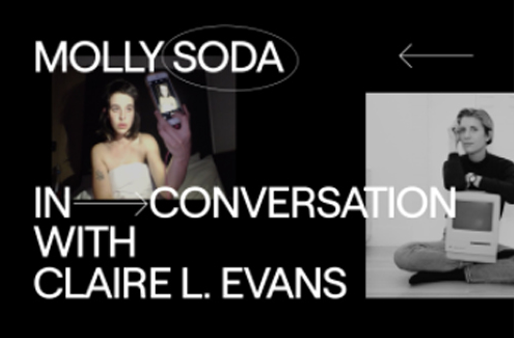 MOLLY SODA
IN CONVERSATION
WITH
CLAIRE L. EVANS